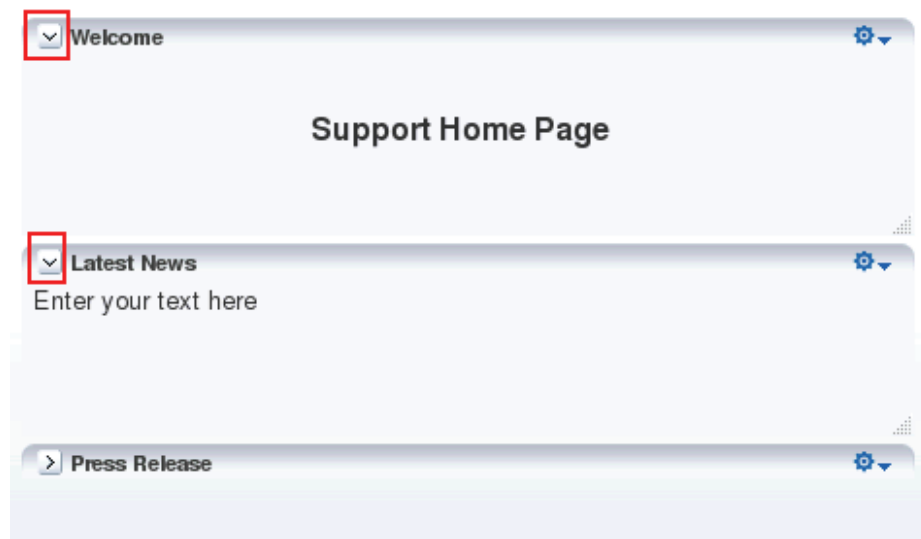 Welcome
Support Home Page
Latest News
Enter your text here
Press Release